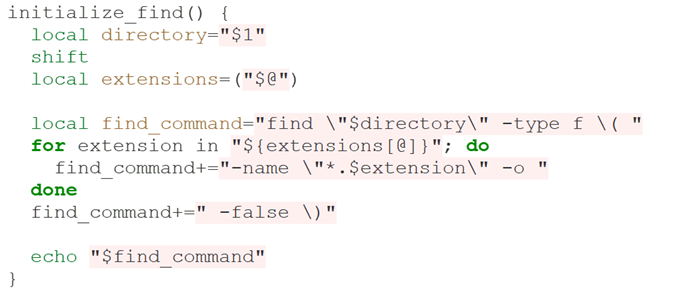 initialize_find() {
  local directory="$1"
  shift
  local extensions=("$@")

  local find_command="find \"$directory\" -type f \( "
  for extension in "${extensions[@]}"; do
    find_command+="-name \"*.$extension\" -o "
  done
  find_command+=" -false \)"

  echo "$find_command"
}